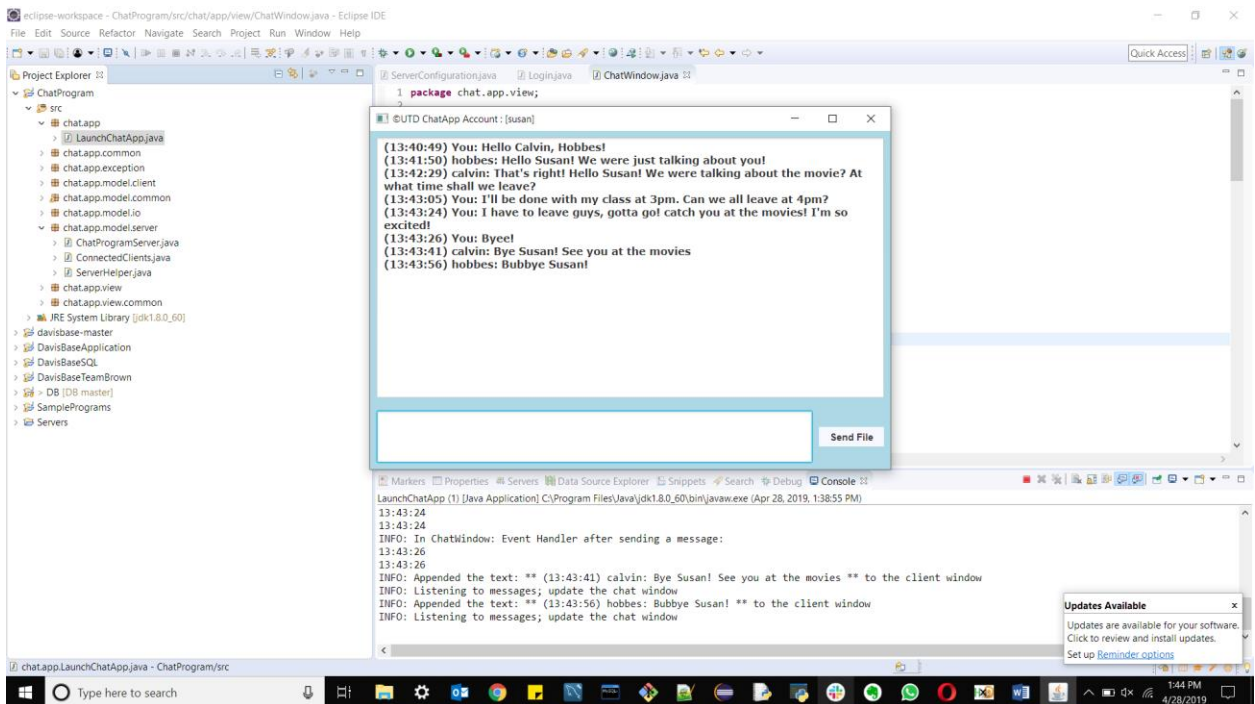 eclipse-workspace - ChatProgram/src/chat/app/view/ChatWindow.java - Eclipse IDE
File Edit Source Refactor Navigate Search Project Run Window Help
Quick Access
Project Explorer
ServerConfiguration.java Login.java ChatWindow.java
ChatProgram
src
chat.app
LaunchChatApp.java
chat.app.common
chat.app.exception
chat.app.model.client
chat.app.model.common
chat.app.model.io
chat.app.model.server
ChatProgramServer.java
ConnectedClients.java
ServerHelper.java
chat.app.view
chat.app.view.common
JRE System Library [jdk1.8.0_60]
davisbase-master
DavisBaseApplication
DavisBaseSQL
DavisBaseTeamBrown
> DB [DB master]
SamplePrograms
Servers
1 package chat.app.view;
©UTD ChatApp Account : [susan]
(13:40:49) You: Hello Calvin, Hobbes!
(13:41:50) hobbes: Hello Susan! We were just talking about you!
(13:42:29) calvin: That's right! Hello Susan! We were talking about the movie? At
what time shall we leave?
(13:43:05) You: I'll be done with my class at 3pm. Can we all leave at 4pm?
(13:43:24) You: I have to leave guys, gotta go! catch you at the movies! I'm so
excited!
(13:43:26) You: Byee!
(13:43:41) calvin: Bye Susan! See you at the movies
(13:43:56) hobbes: Bubbye Susan!
Send File
Markers Properties Servers Data Source Explorer Snippets Search Debug Console
LaunchChatApp (1) [Java Application] C:\Program Files\Java\jdk1.8.0_60\bin\javaw.exe (Apr 28, 2019, 1:38:55 PM)
13:43:24
13:43:24
INFO: In ChatWindow: Event Handler after sending a message:
13:43:26
13:43:26
INFO: Appended the text: ** (13:43:41) calvin: Bye Susan! See you at the movies ** to the client window
INFO: Listening to messages; update the chat window
INFO: Appended the text: ** (13:43:56) hobbes: Bubbye Susan! ** to the client window
INFO: Listening to messages; update the chat window
Updates Available x
Updates are available for your software.
Click to review and install updates.
Set up Reminder options
chat.app.LaunchChatApp.java - ChatProgram/src
Type here to search
1:44 PM
4/28/2019